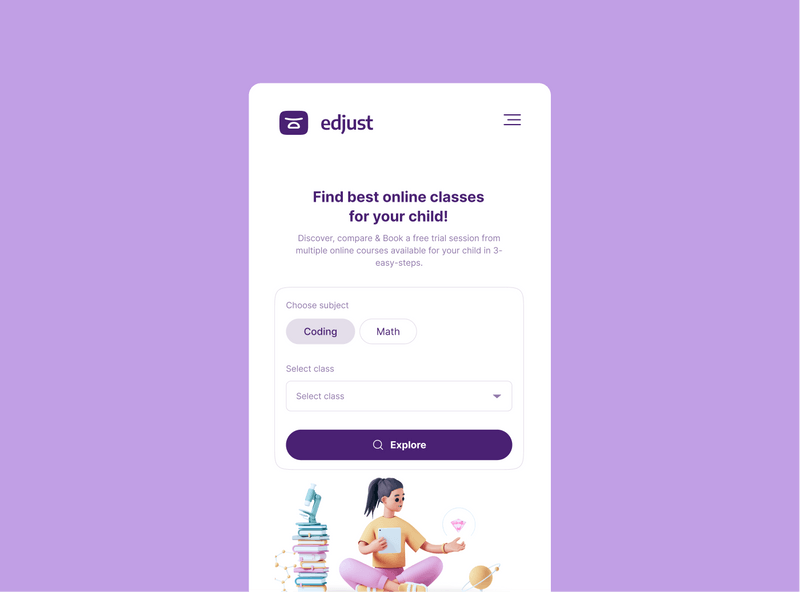 edjust
Find best online classes
for your child!
Discover, compare & Book a free trial session from
multiple online courses available for your child in 3-
easy-steps.
Choose subject
Coding Math
Select class
Select class
Explore